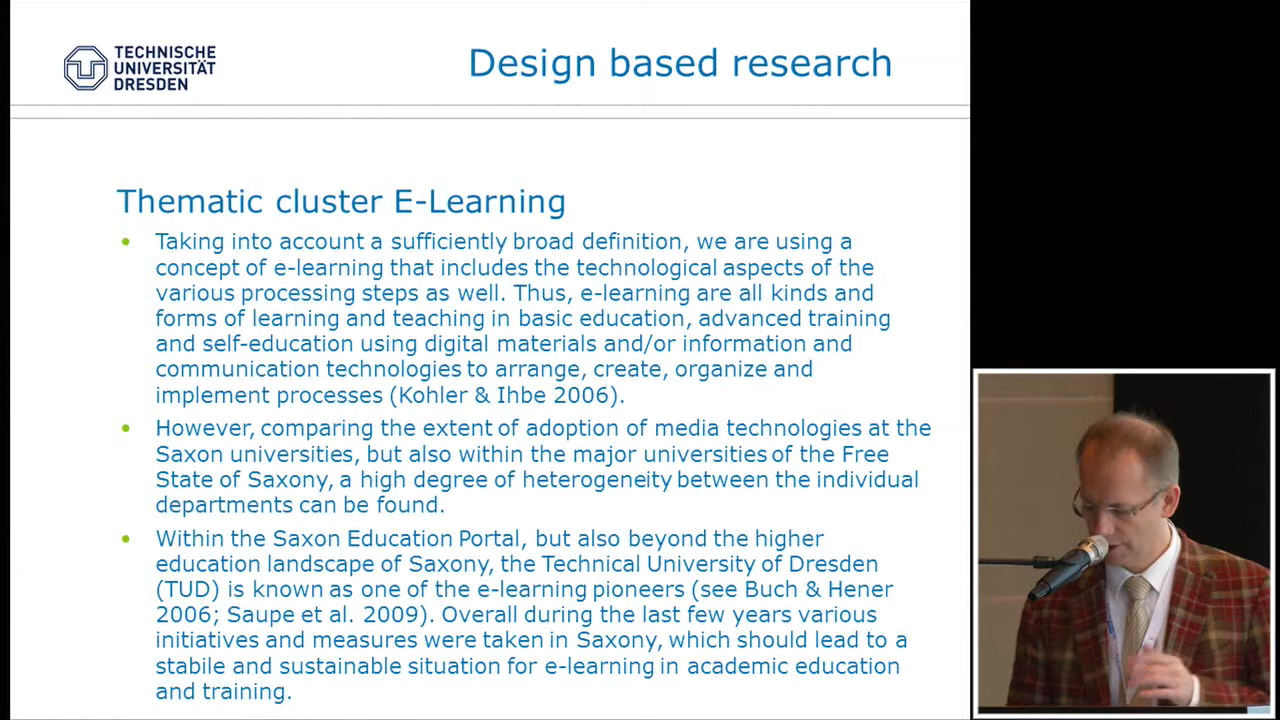 TECHNISCHE
UNIVERSITÄT
DRESDEN
Design based research
Thematic cluster E-Learning
• Taking into account a sufficiently broad definition, we are using a
concept of e-learning that includes the technological aspects of the
various processing steps as well. Thus, e-learning are all kinds and
forms of learning and teaching in basic education, advanced training
and self-education using digital materials and/or information and
communication technologies to arrange, create, organize and
implement processes (Kohler & Ihbe 2006).
• However, comparing the extent of adoption of media technologies at the
Saxon universities, but also within the major universities of the Free
State of Saxony, a high degree of heterogeneity between the individual
departments can be found.
• Within the Saxon Education Portal, but also beyond the higher
education landscape of Saxony, the Technical University of Dresden
(TUD) is known as one of the e-learning pioneers (see Buch & Hener
2006; Saupe et al. 2009). Overall during the last few years various
initiatives and measures were taken in Saxony, which should lead to a
stabile and sustainable situation for e-learning in academic education
and training.